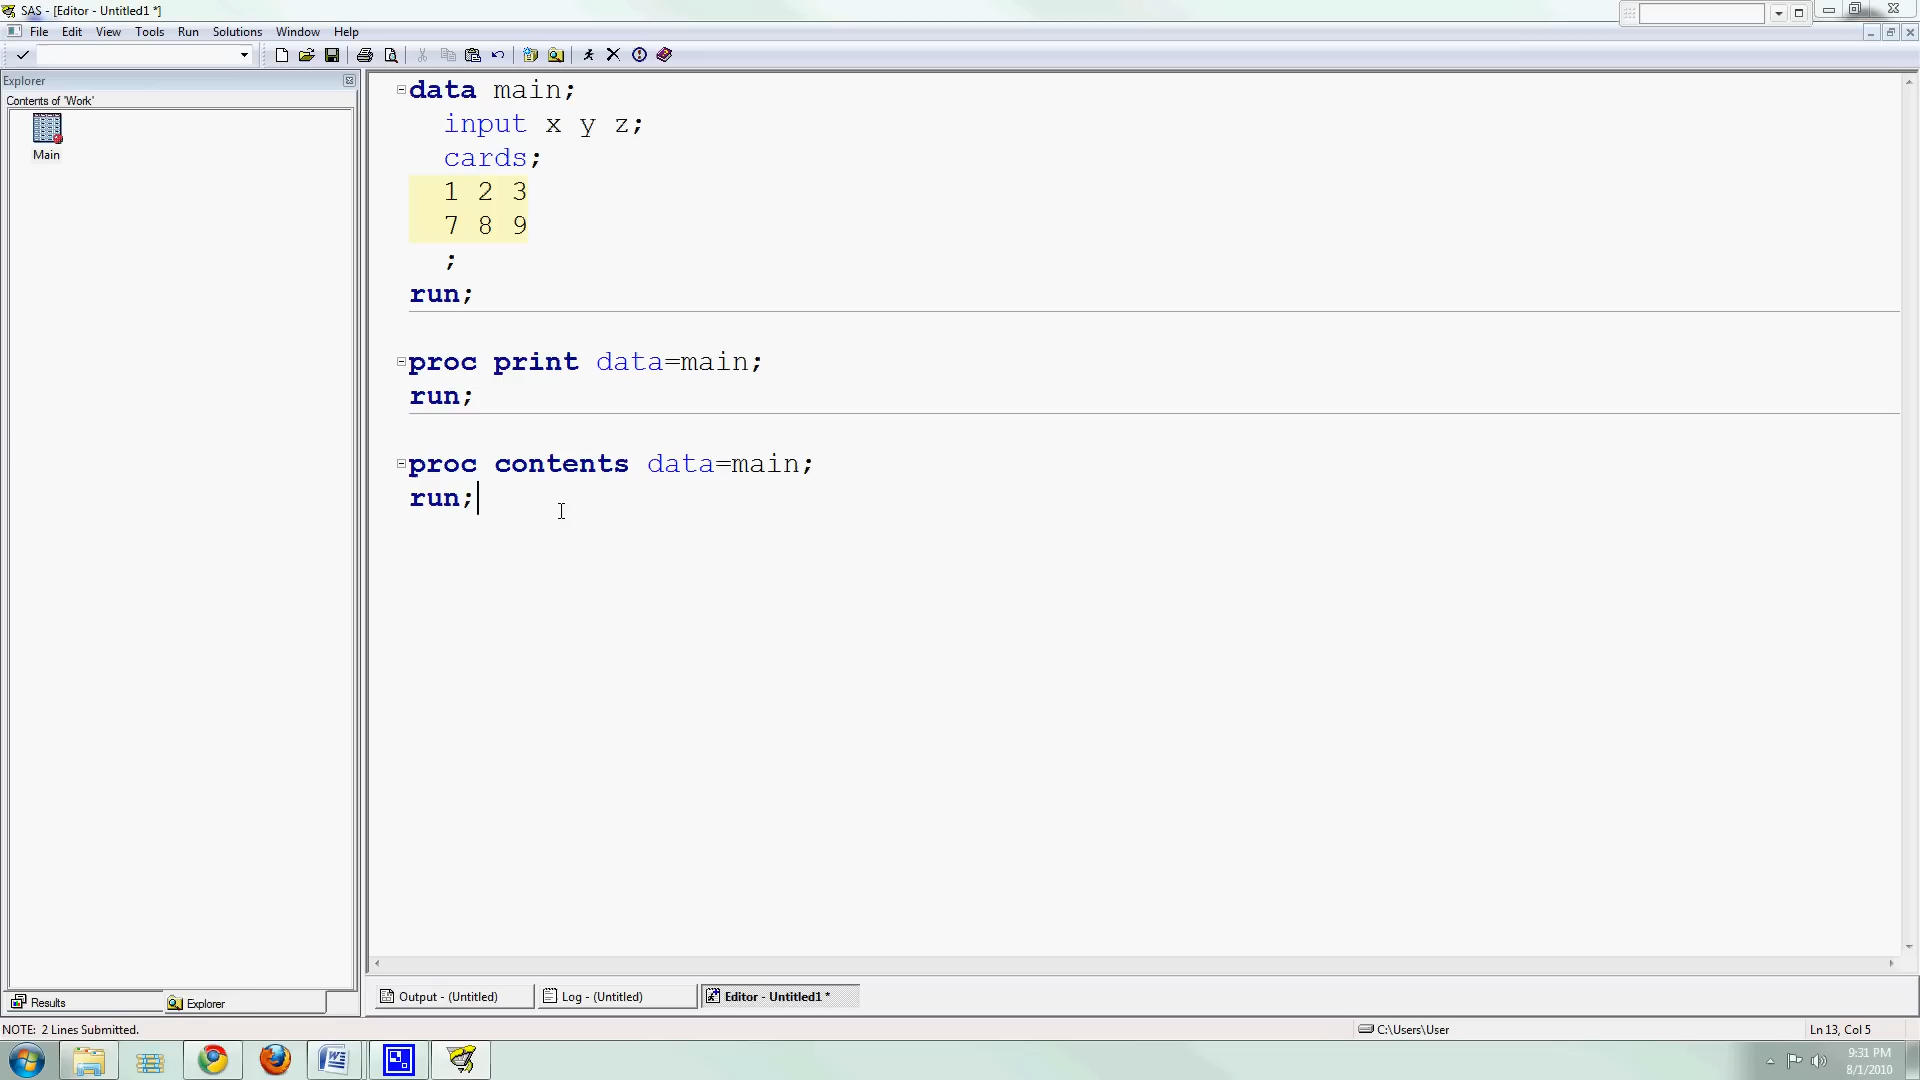 SAS - [Editor - Untitled1 *]
File Edit View Tools Run Solutions Window Help
Explorer
Contents of 'Work'
Main
data main;
input x y z;
cards;
1 2 3
7 8 9
;
run;
proc print data=main;
run;
proc contents data=main;
run;
Results
Explorer
Output - (Untitled)
Log - (Untitled)
Editor - Untitled1 *
NOTE: 2 Lines Submitted.
C:\Users\User
Ln 13, Col 5
9:31 PM
8/1/2010